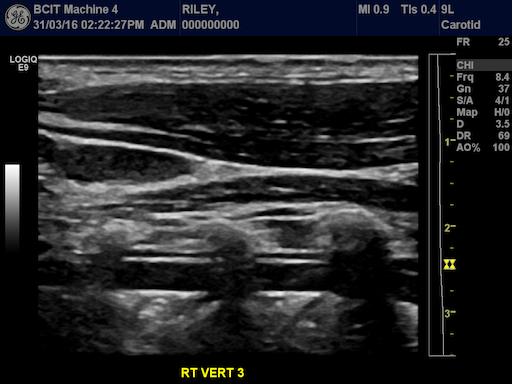 BCIT Machine 4
RILEY,
MI 0.9 TIs 0.4 9L
31/03/16 02:22:27PM ADM
000000000
Carotid
LOGIQ
E9
FR 25
CHI
Frq 8.4
Gn 37
S/A 4/1
Map H/0
D 3.5
DR 69
AO% 100
1
2
3
RT VERT 3